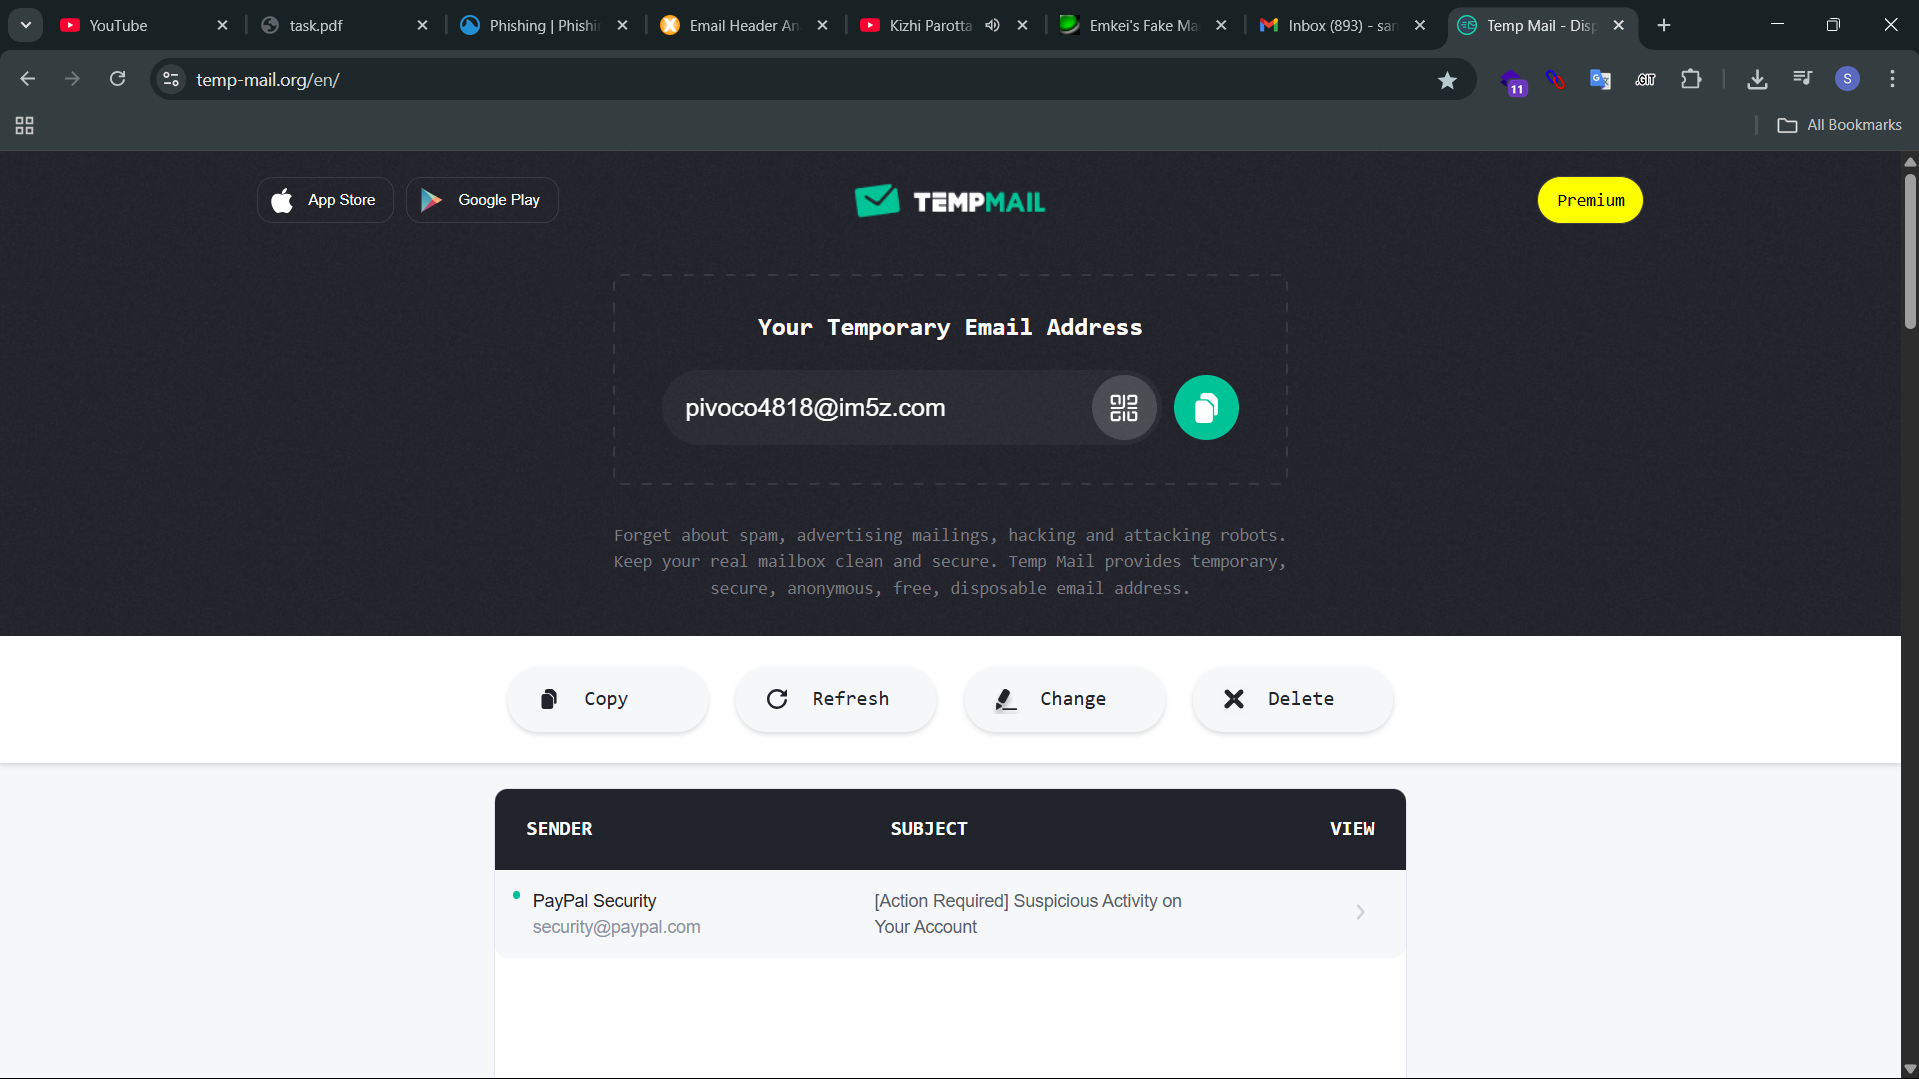 YouTube
task.pdf
Phishing | Phishi
Email Header An
Kizhi Parotta
Emkei's Fake Ma
Inbox (893) - san
Temp Mail - Disp
temp-mail.org/en/
11
.GIT
S
All Bookmarks
App Store
Google Play
TEMPMAIL
Premium
Your Temporary Email Address
pivoco4818@im5z.com
Forget about spam, advertising mailings, hacking and attacking robots.
Keep your real mailbox clean and secure. Temp Mail provides temporary,
secure, anonymous, free, disposable email address.
Copy
Refresh
Change
Delete
SENDER
SUBJECT
VIEW
PayPal Security
security@paypal.com
[Action Required] Suspicious Activity on
Your Account